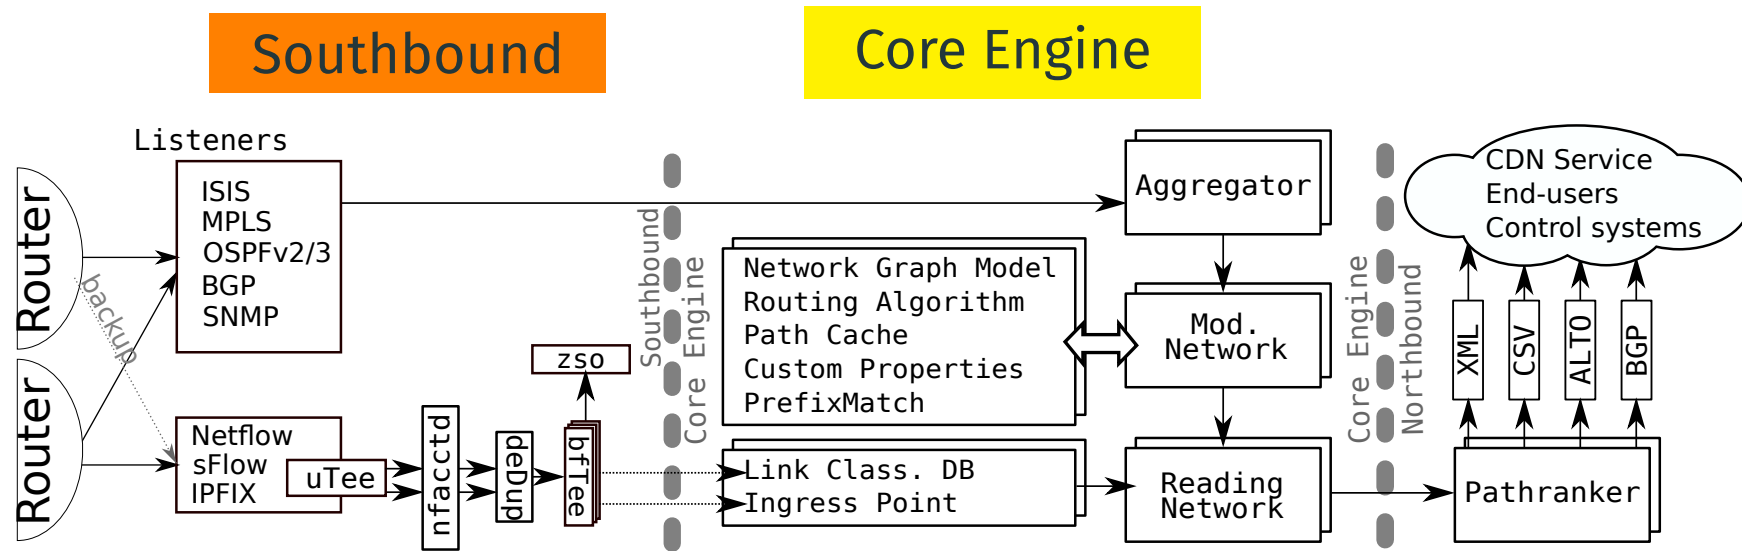 Southbound
Core Engine
Listeners
Router
Router
backup
ISIS
MPLS
OSPFv2/3
BGP
SNMP
Netflow
sFlow
IPFIX
uTee
nfacctd
deDup
bfTee
zso
Southbound
Core Engine
Aggregator
Network Graph Model
Routing Algorithm
Path Cache
Custom Properties
PrefixMatch
Mod.
Network
Link Class. DB
Ingress Point
Reading
Network
Core Engine
Northbound
CDN Service
End-users
Control systems
XML
CSV
ALTO
BGP
Pathranker